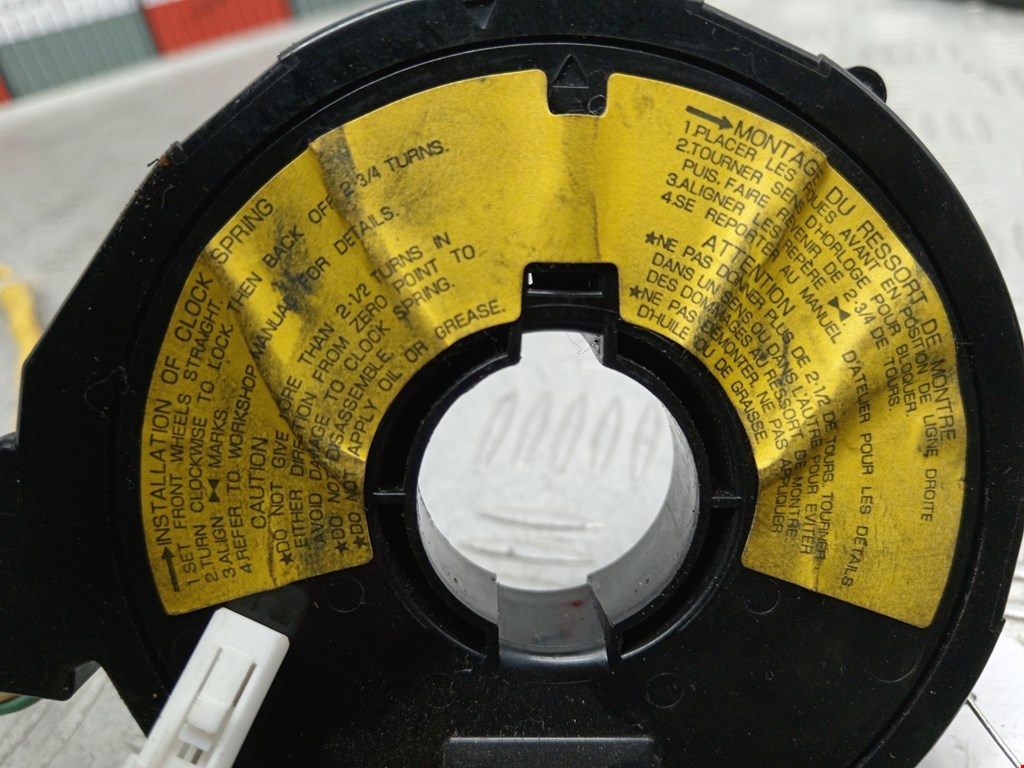 INSTALLATION OF CLOCK SPRING
1.SET FRONT WHEELS STRAIGHT.
2.TURN CLOCKWISE TO LOCK THEN BACK OFF 2-3/4 TURNS.
3.ALIGN ⧓ MARKS.
4.REFER TO WORKSHOP MANUAL FOR DETAILS.
CAUTION
★DO NOT GIVE MORE THAN 2-1/2 TURNS IN
EITHER DIRECTION FROM ZERO POINT TO
AVOID DAMAGE TO CLOCK SPRING.
★DO NOT DISASSEMBLE.
★DO NOT APPLY OIL OR GREASE.
MONTAGE DU RESSORT DE MONTRE
1.PLACER LES ROUES AVANT EN POSITION DE LIGNE DROITE
2.TOURNER SENS D'HORLOGE POUR BLOQUER
PUIS, FAIRE REVENIR DE 2-3/4 DE TOURS.
3.ALIGNER LES REPÈRE ⧓
4.SE REPORTER AU MANUEL D'ATELIER POUR LES DETAILS
ATTENTION
★NE PAS DONNER PLUS DE 2-1/2 DE TOURS, TOURNER
DANS UN SENS OU DANS L'AUTRE POUR EVITER
DES DOMMAGES AU RESSORT DE MONTRE.
★NE PAS DEMONTER, NE PAS APPLIQUER
D'HUILE OU DE GRAISSE